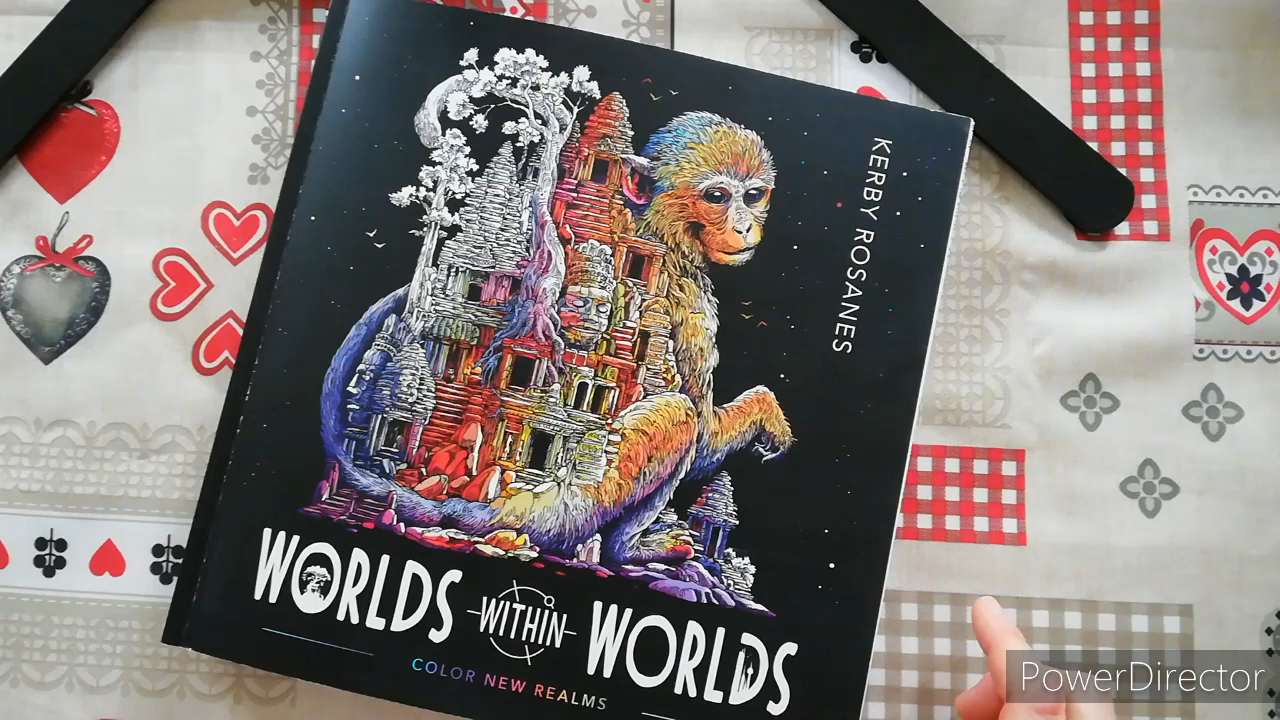 KERBY ROSANES
WORLDS WITHIN WORLDS
COLOR NEW REALMS
PowerDirector